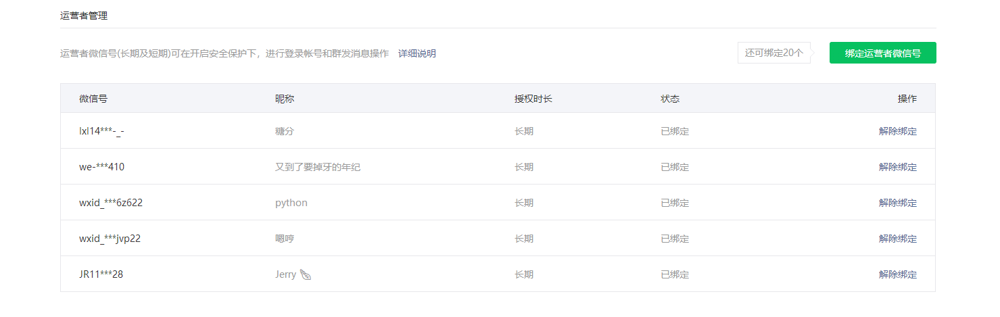 运营者管理
运营者微信号(长期及短期)可在开启安全保护下，进行登录帐号和群发消息操作 详细说明 还可绑定20个 绑定运营者微信号
微信号 昵称 授权时长 状态 操作
lxl14***-_- 糖分 长期 已绑定 解除绑定
we-***410 又到了要掉牙的年纪 长期 已绑定 解除绑定
wxid_***6z622 python 长期 已绑定 解除绑定
wxid_***jvp22 嗯哼 长期 已绑定 解除绑定
JR11***28 Jerry 长期 已绑定 解除绑定